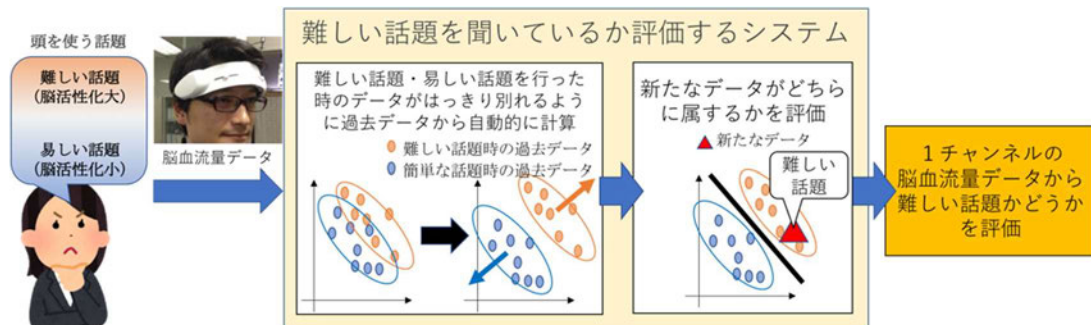 頭を使う話題
難しい話題
（脳活性化大）
易しい話題
（脳活性化小）
脳血流量データ
難しい話題を聞いているか評価するシステム
難しい話題・易しい話題を行った
時のデータがはっきり別れるよう
に過去データから自動的に計算
難しい話題時の過去データ
簡単な話題時の過去データ
新たなデータがどちら
に属するかを評価
新たなデータ
難しい
話題
1チャンネルの
脳血流量データから
難しい話題かどうか
を評価